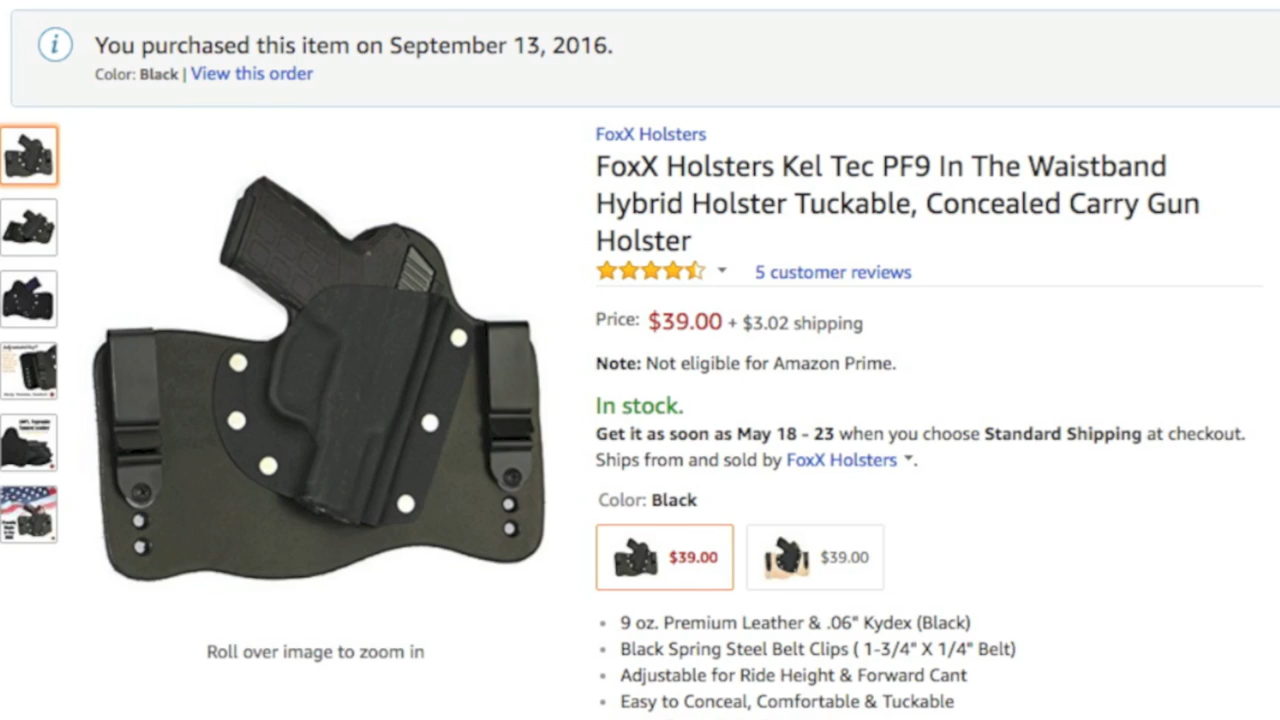 You purchased this item on September 13, 2016.
Color: Black | View this order
FoxX Holsters
FoxX Holsters Kel Tec PF9 In The Waistband
Hybrid Holster Tuckable, Concealed Carry Gun
Holster
5 customer reviews
Price: $39.00 + $3.02 shipping
Note: Not eligible for Amazon Prime.
In stock.
Get it as soon as May 18 - 23 when you choose Standard Shipping at checkout.
Ships from and sold by FoxX Holsters.
Color: Black
$39.00 $39.00
• 9 oz. Premium Leather & .06" Kydex (Black)
• Black Spring Steel Belt Clips ( 1-3/4" X 1/4" Belt)
• Adjustable for Ride Height & Forward Cant
• Easy to Conceal, Comfortable & Tuckable
Roll over image to zoom in